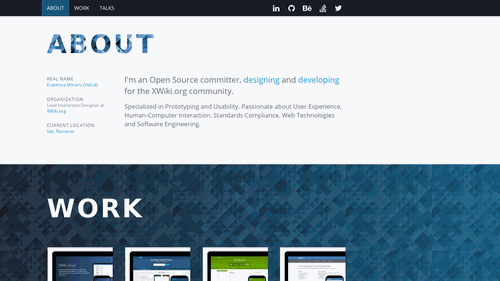 ABOUT WORK TALKS
ABOUT
REAL NAME
Ecaterina Moraru (Valică)
ORGANIZATION
Lead Interaction Designer at
XWiki.org
CURRENT LOCATION
Iași, Romania
I'm an Open Source committer, designing and developing
for the XWiki.org community.
Specialized in Prototyping and Usability. Passionate about User Experience,
Human-Computer Interaction, Standards Compliance, Web Technologies
and Software Engineering.
WORK